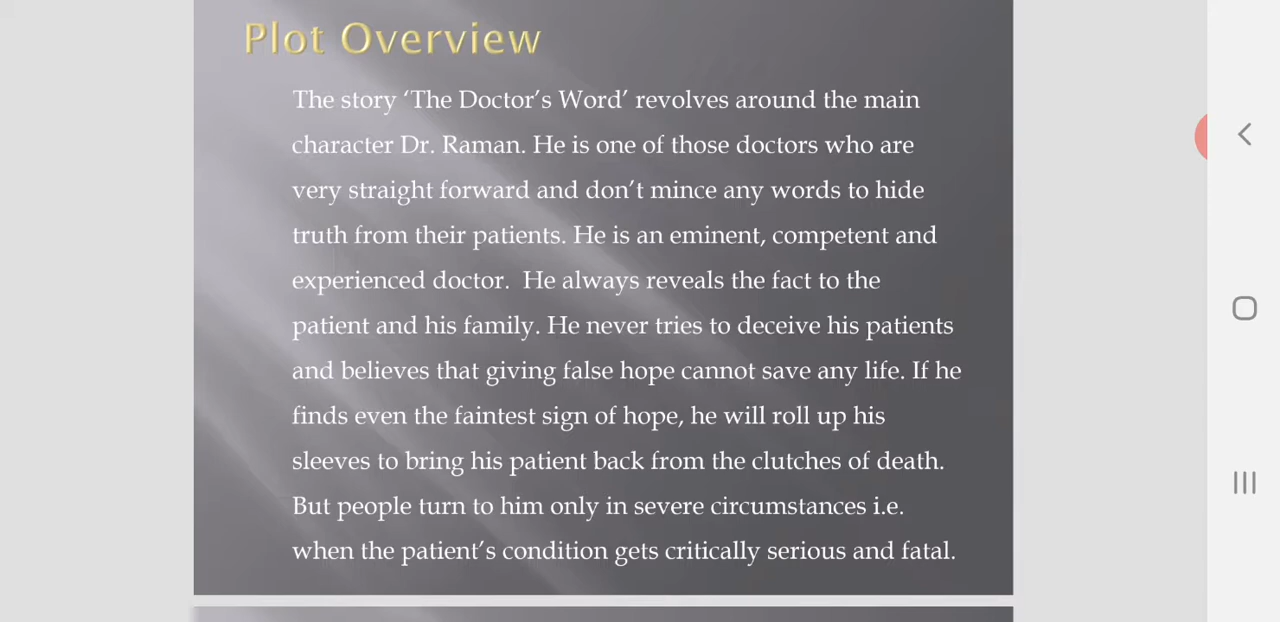 Plot Overview
The story ‘The Doctor’s Word’ revolves around the main
character Dr. Raman. He is one of those doctors who are
very straight forward and don’t mince any words to hide
truth from their patients. He is an eminent, competent and
experienced doctor.  He always reveals the fact to the
patient and his family. He never tries to deceive his patients
and believes that giving false hope cannot save any life. If he
finds even the faintest sign of hope, he will roll up his
sleeves to bring his patient back from the clutches of death.
But people turn to him only in severe circumstances i.e.
when the patient’s condition gets critically serious and fatal.